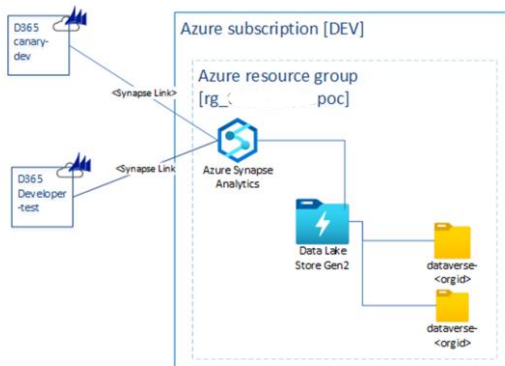 D365
canary-
dev
<Synapse Link>
D365
Developer
-test
<Synapse Link
Azure subscription [DEV]
Azure resource group
[rg_ poc]
Azure Synapse
Analytics
Data Lake
Store Gen2
dataverse-
<orgid>
dataverse-
<orgid>